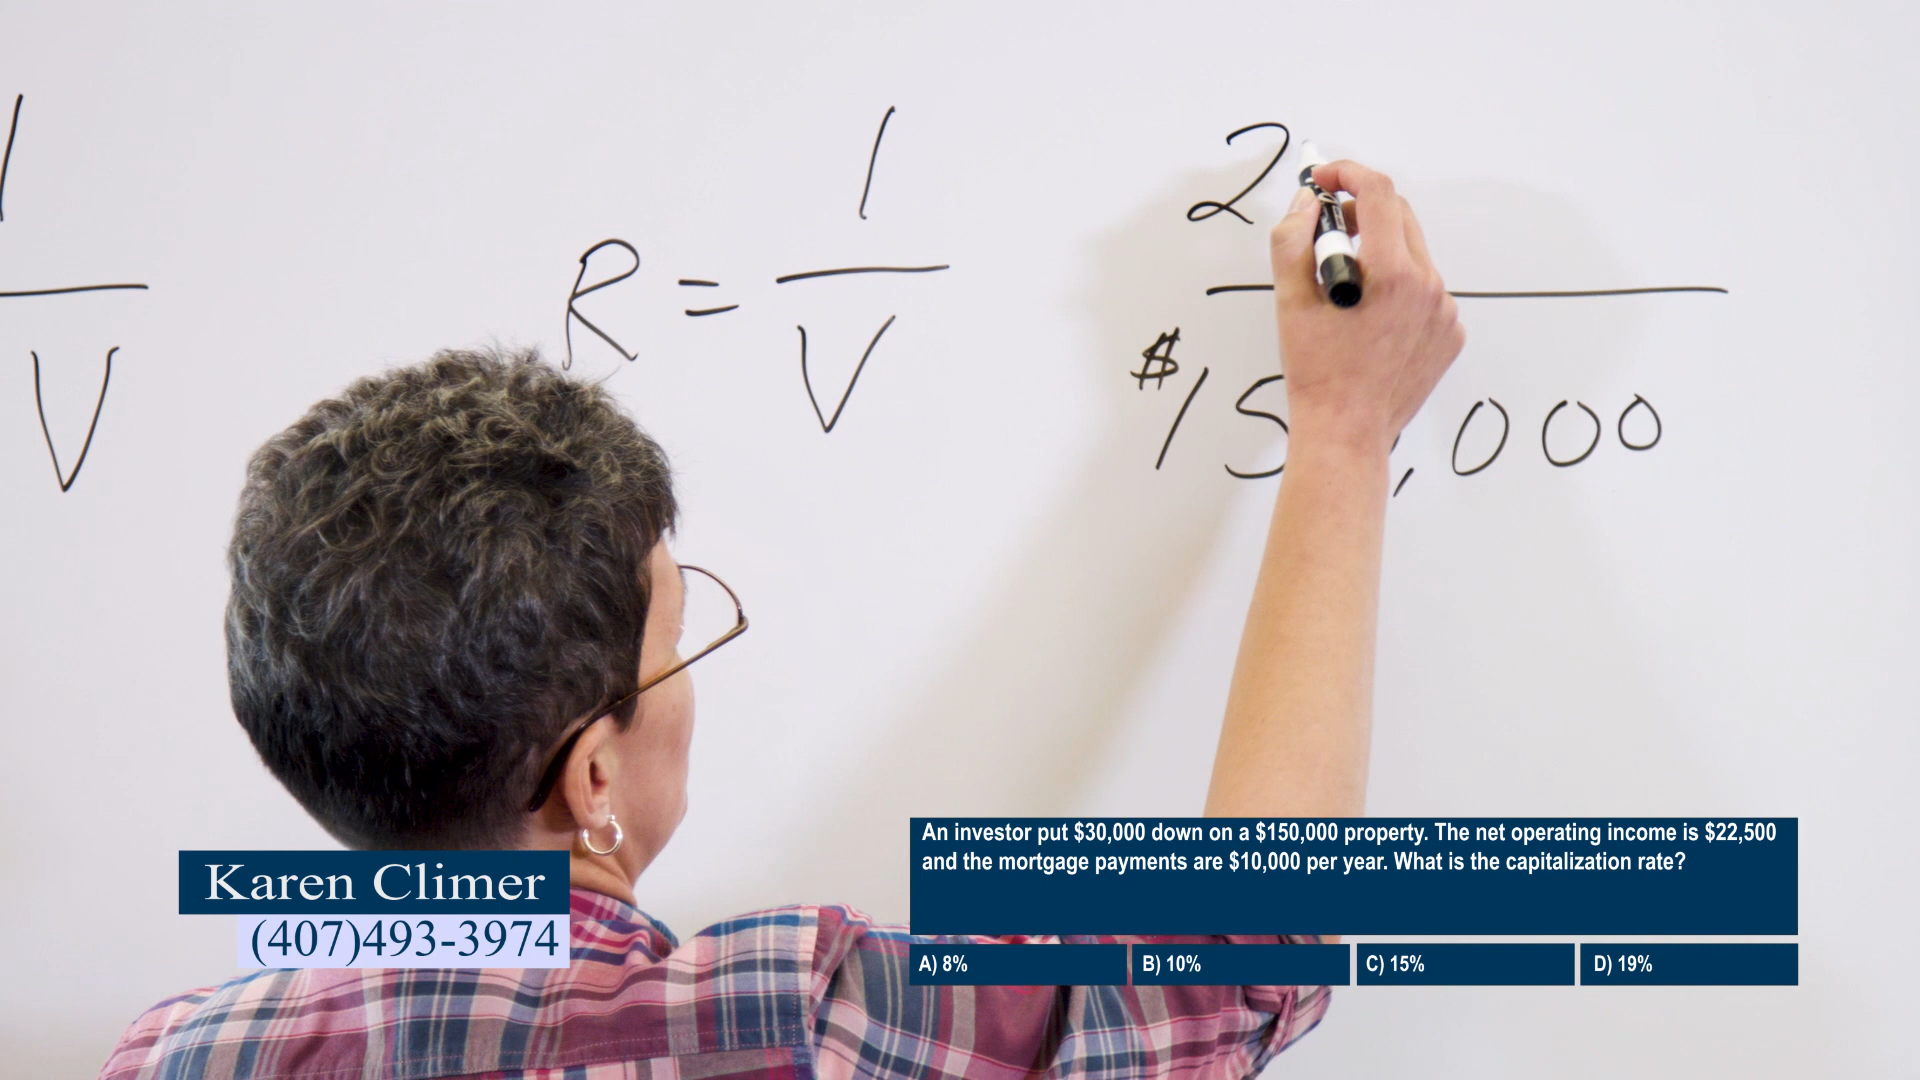 I
V
R = I
V
2
$15,000
An investor put $30,000 down on a $150,000 property. The net operating income is $22,500
and the mortgage payments are $10,000 per year. What is the capitalization rate?
A) 8%
B) 10%
C) 15%
D) 19%
Karen Climer
(407)493-3974